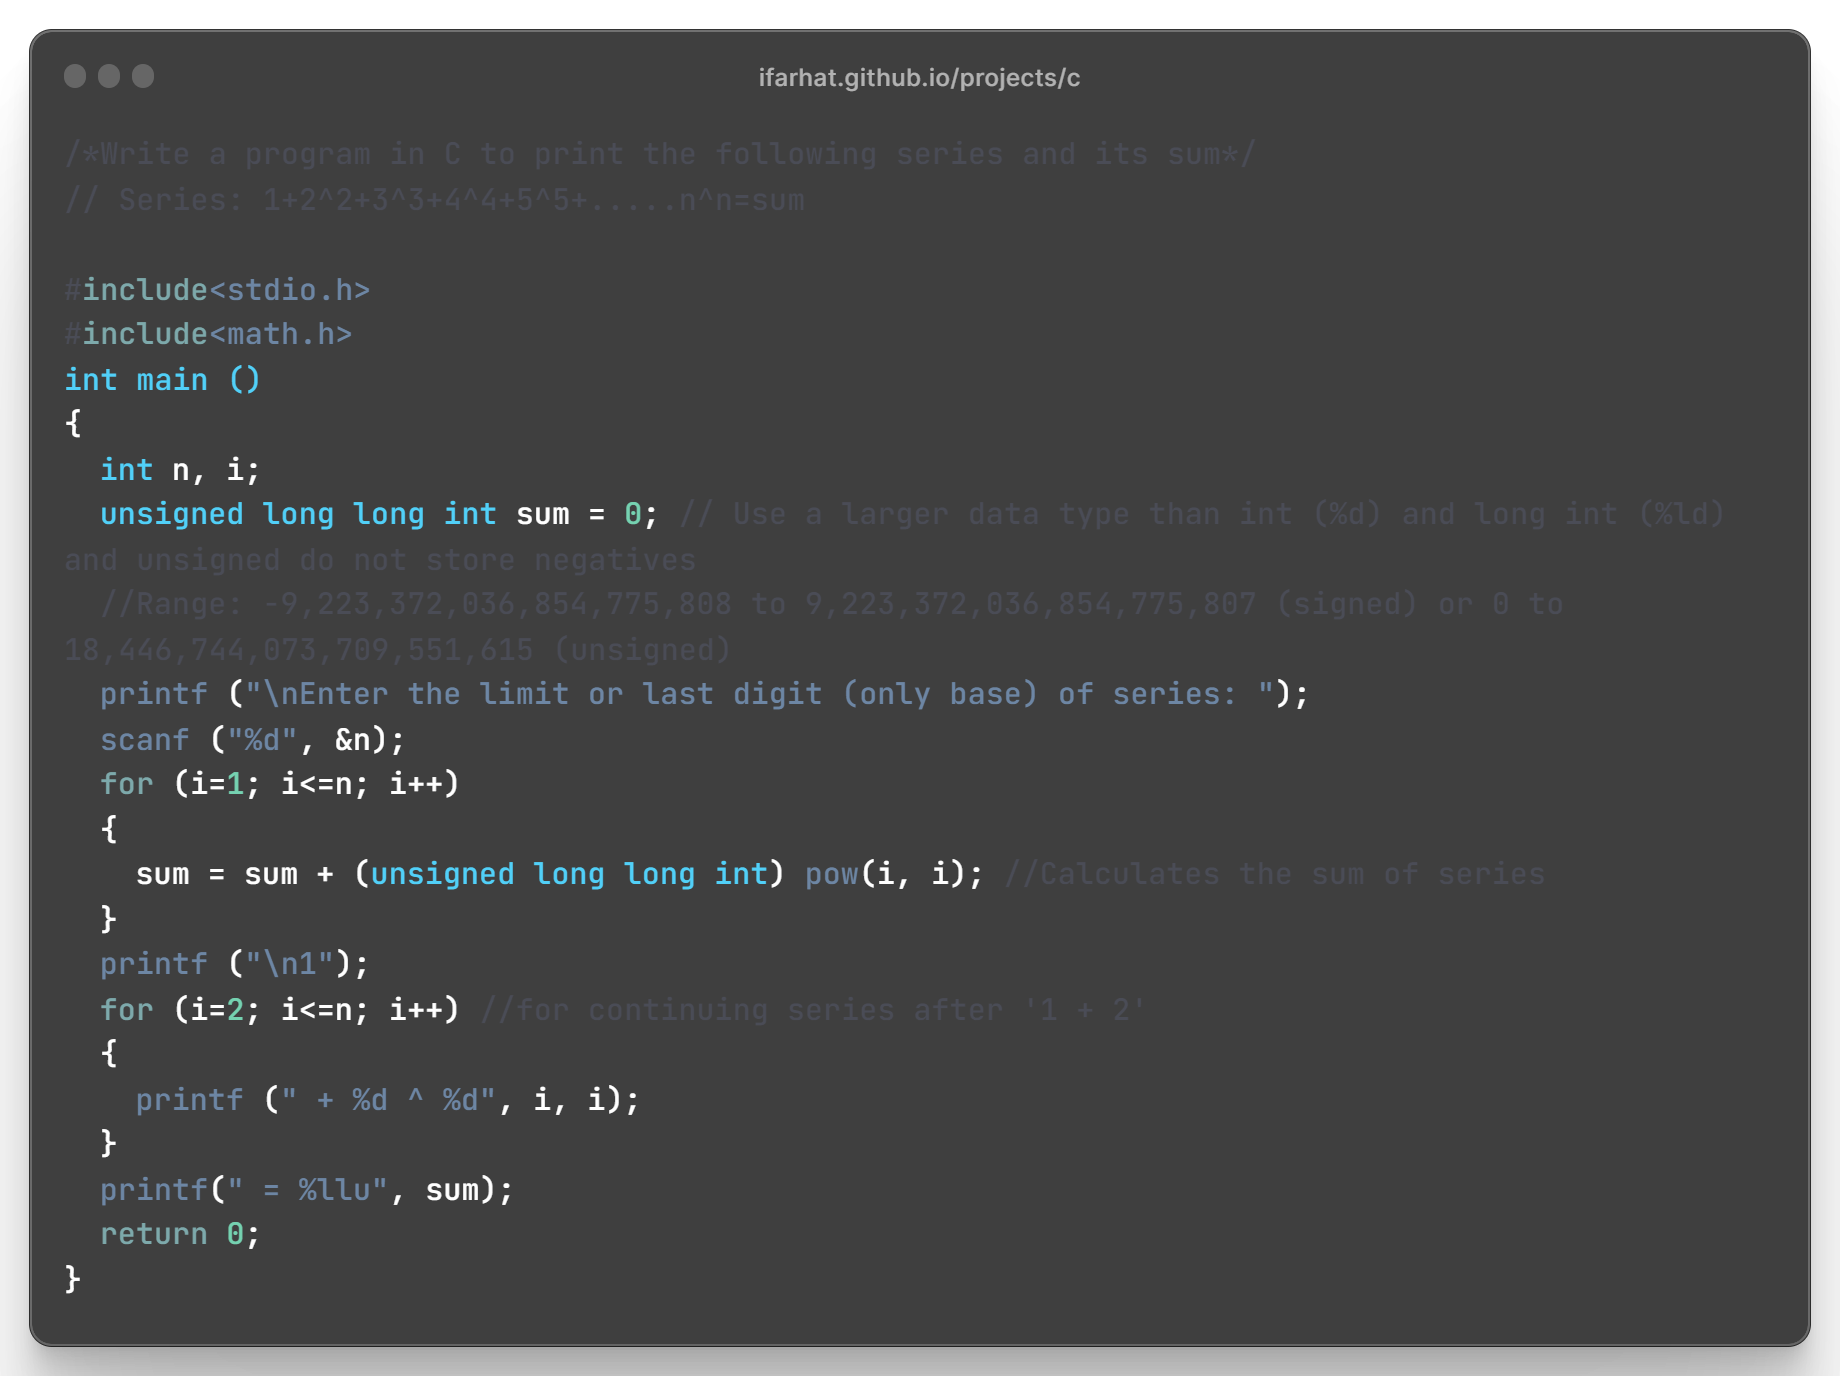 ifarhat.github.io/projects/c
/*Write a program in C to print the following series and its sum*/
// Series: 1+2^2+3^3+4^4+5^5+.....n^n=sum
#include<stdio.h>
#include<math.h>
int main ()
{
  int n, i;
  unsigned long long int sum = 0; // Use a larger data type than int (%d) and long int (%ld)
and unsigned do not store negatives
  //Range: -9,223,372,036,854,775,808 to 9,223,372,036,854,775,807 (signed) or 0 to
18,446,744,073,709,551,615 (unsigned)
  printf ("\nEnter the limit or last digit (only base) of series: ");
  scanf ("%d", &n);
  for (i=1; i<=n; i++)
  {
    sum = sum + (unsigned long long int) pow(i, i); //Calculates the sum of series
  }
  printf ("\n1");
  for (i=2; i<=n; i++) //for continuing series after '1 + 2'
  {
    printf (" + %d ^ %d", i, i);
  }
  printf(" = %llu", sum);
  return 0;
}